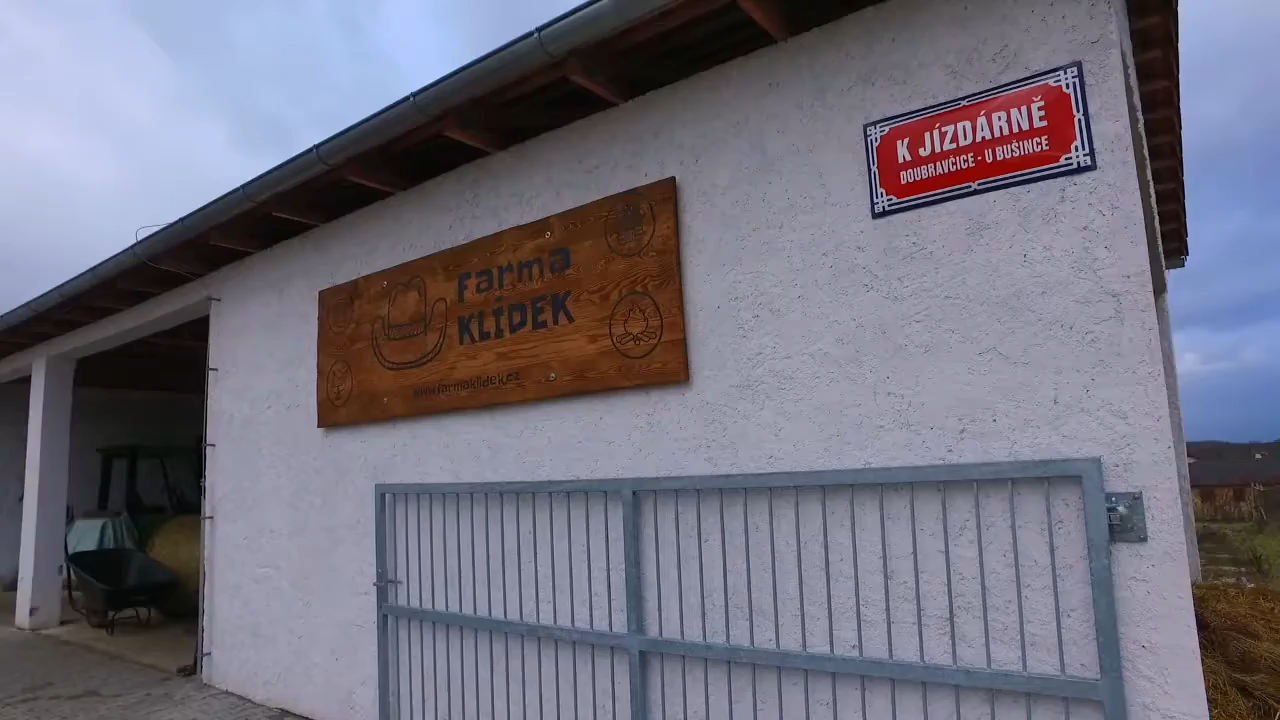 farma
KLÍDEK
www.farmaklidek.cz
K JÍZDÁRNĚ
DOUBRAVČICE - U BUŠINCE